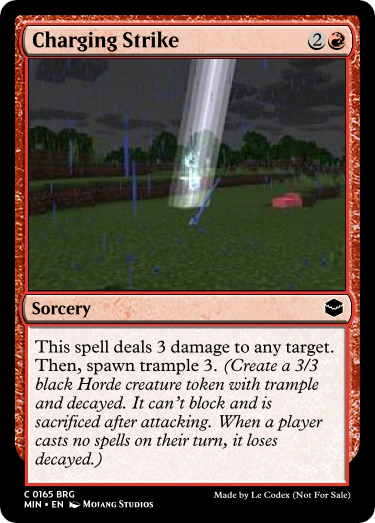 Charging Strike 2
Sorcery
This spell deals 3 damage to any target.
Then, spawn trample 3. (Create a 3/3
black Horde creature token with trample
and decayed. It can't block and is
sacrificed after attacking. When a player
casts no spells on their turn, it loses
decayed.)
C 0165 BRG
MIN • EN Mojang Studios
Made by Le Codex (Not For Sale)